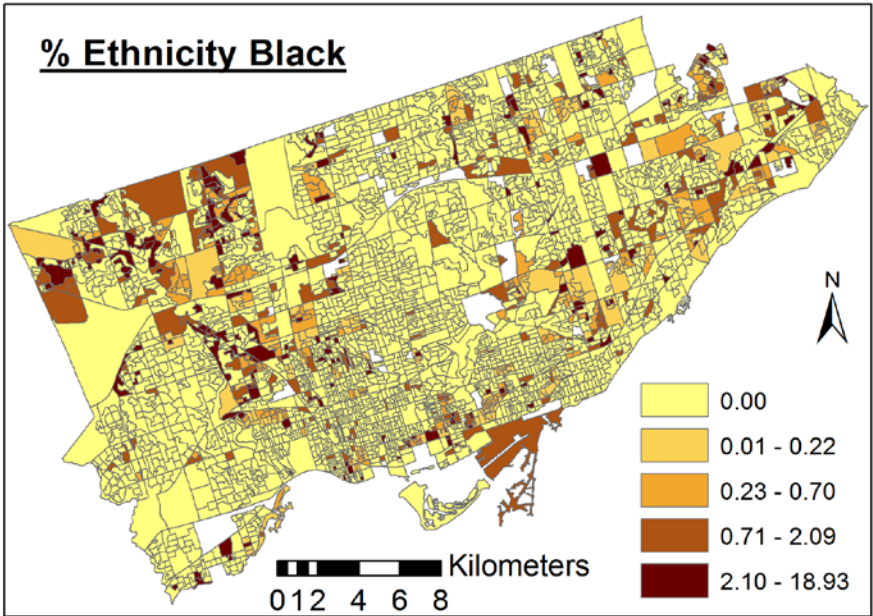 % Ethnicity Black
N
0.00
0.01 - 0.22
0.23 - 0.70
0.71 - 2.09
2.10 - 18.93
Kilometers
0 1 2 4 6 8